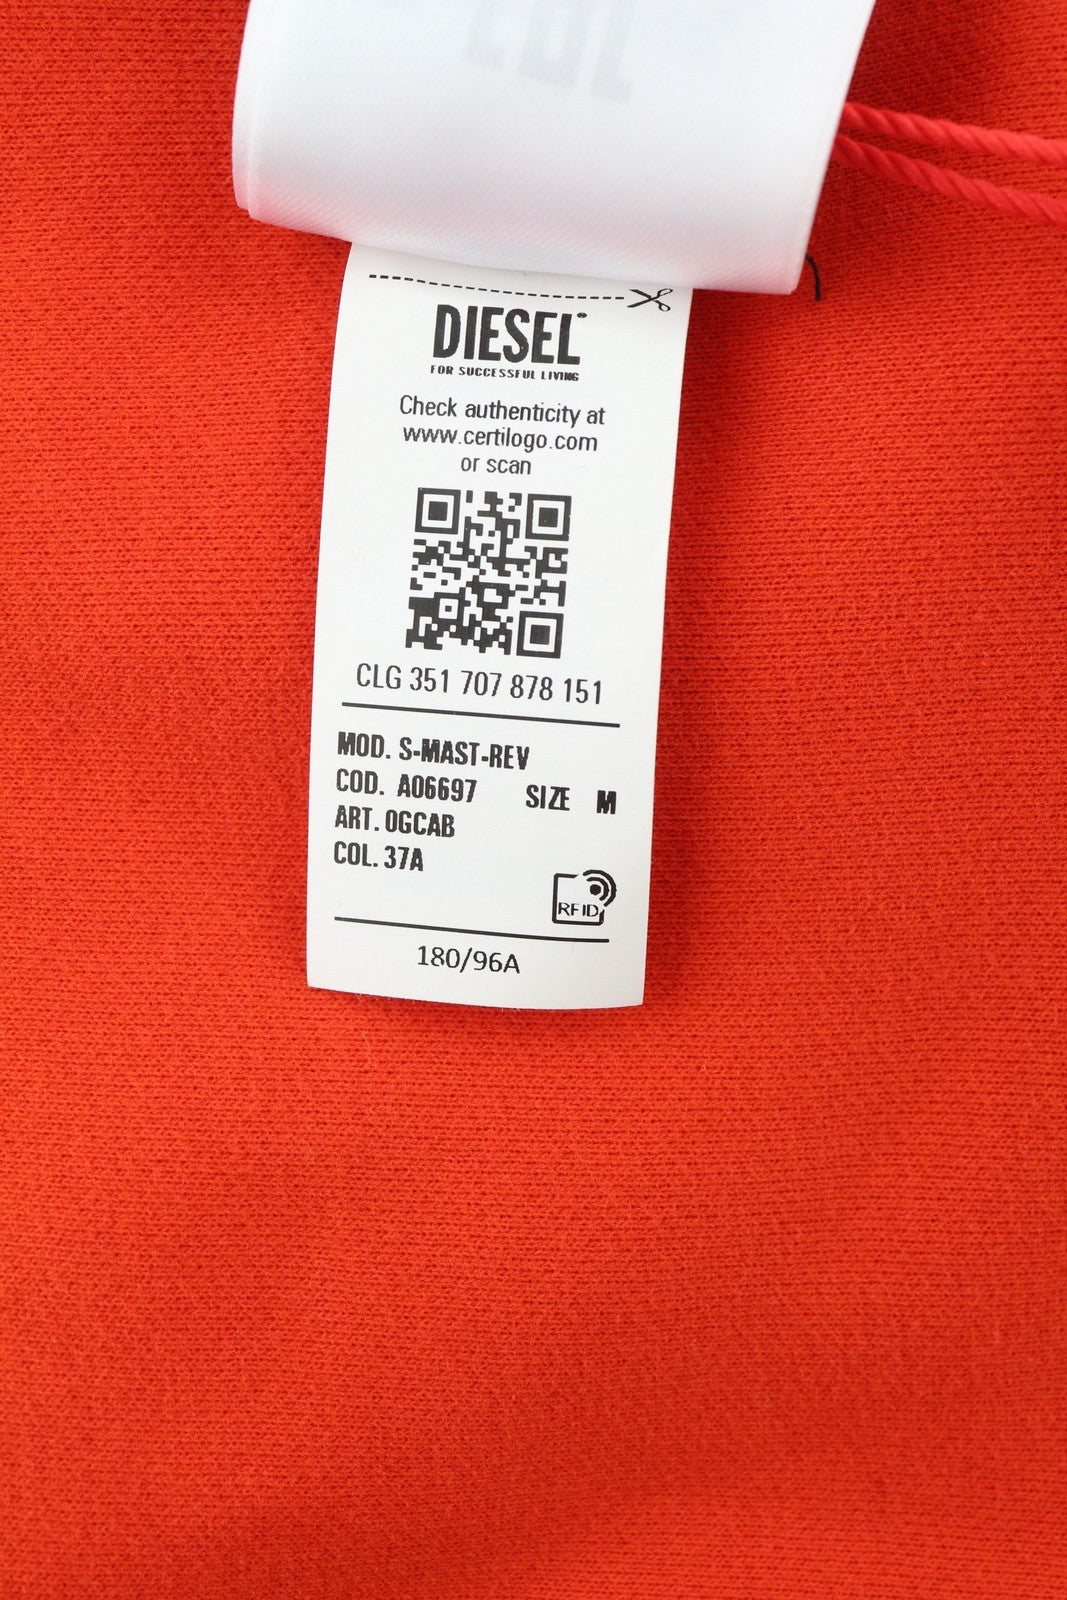 DIESEL
FOR SUCCESSFUL LIVING
Check authenticity at
www.certilogo.com
or scan
CLG 351 707 878 151
MOD. S-MAST-REV
COD. A06697 SIZE M
ART. 0GCAB
COL. 37A
RFID
180/96A